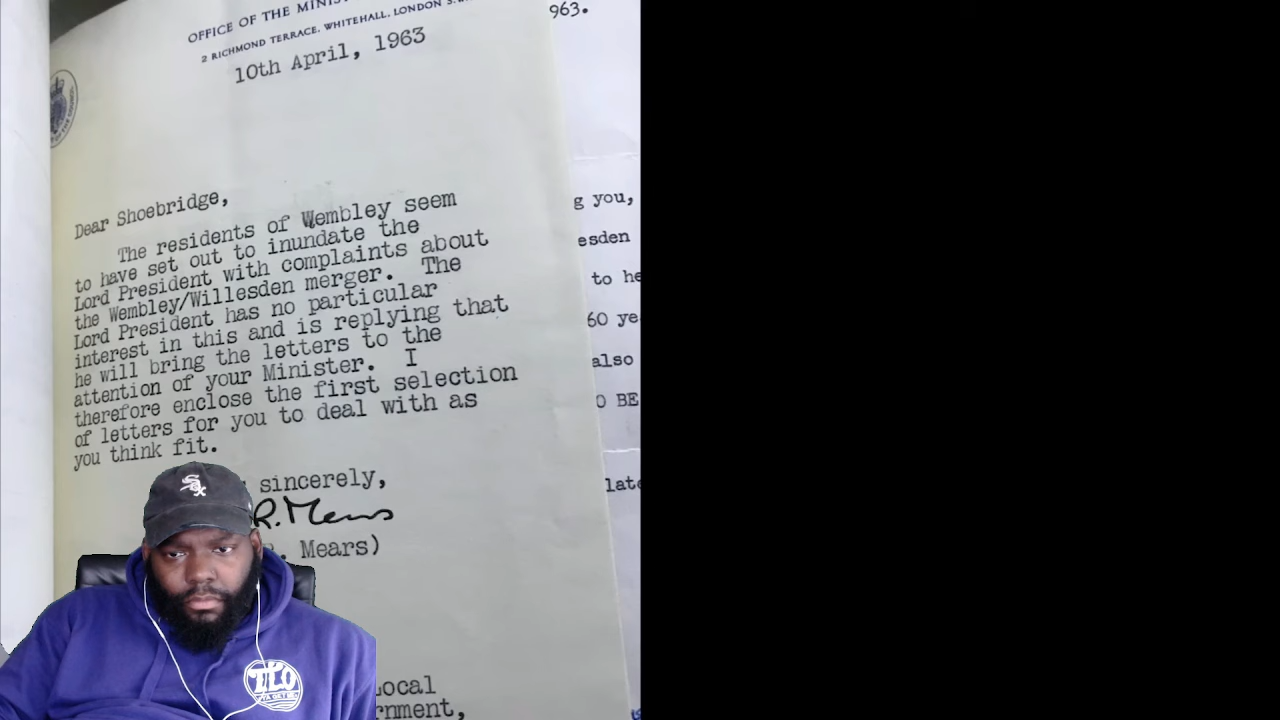 OFFICE OF THE
2 RICHMOND TERRACE, WHITEHALL, LONDON
10th April, 1963
Dear Shoebridge,
The residents of Wembley seem
to have set out to inundate the
Lord President with complaints about
the Wembley/Willesden merger. The
Lord President has no particular
interest in this and is replying that
he will bring the letters to the
attention of your Minister. I
therefore enclose the first selection
of letters for you to deal with as
you think fit.
sincerely,
R. Mears
. Mears)
963.
g you,
esden
to he
60 ye
also
O BE
late
Sox
TLO